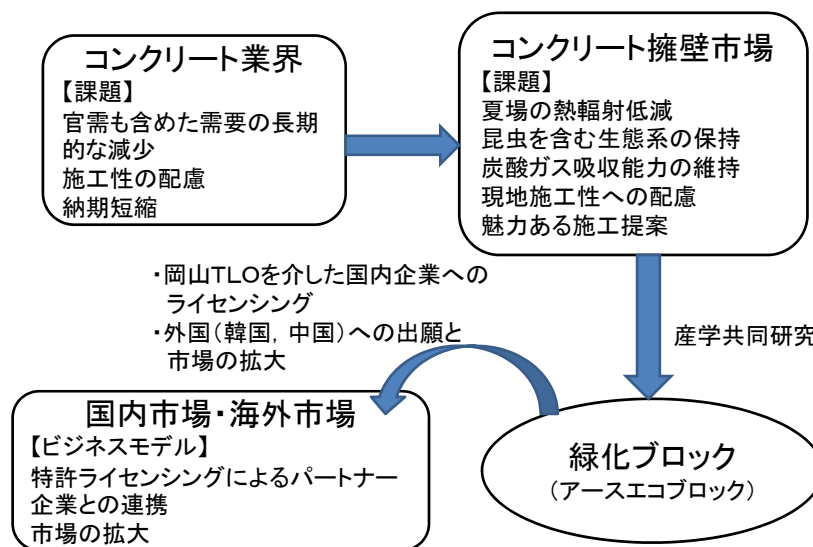 コンクリート業界
【課題】
官需も含めた需要の長期
的な減少
施工性の配慮
納期短縮
コンクリート擁壁市場
【課題】
夏場の熱輻射低減
昆虫を含む生態系の保持
炭酸ガス吸収能力の維持
現地施工性への配慮
魅力ある施工提案
・岡山TLOを介した国内企業への
ライセンシング
・外国(韓国,中国)への出願と
市場の拡大
産学共同研究
国内市場・海外市場
【ビジネスモデル】
特許ライセンシングによるパートナー
企業との連携
市場の拡大
緑化ブロック
(アースエコブロック)